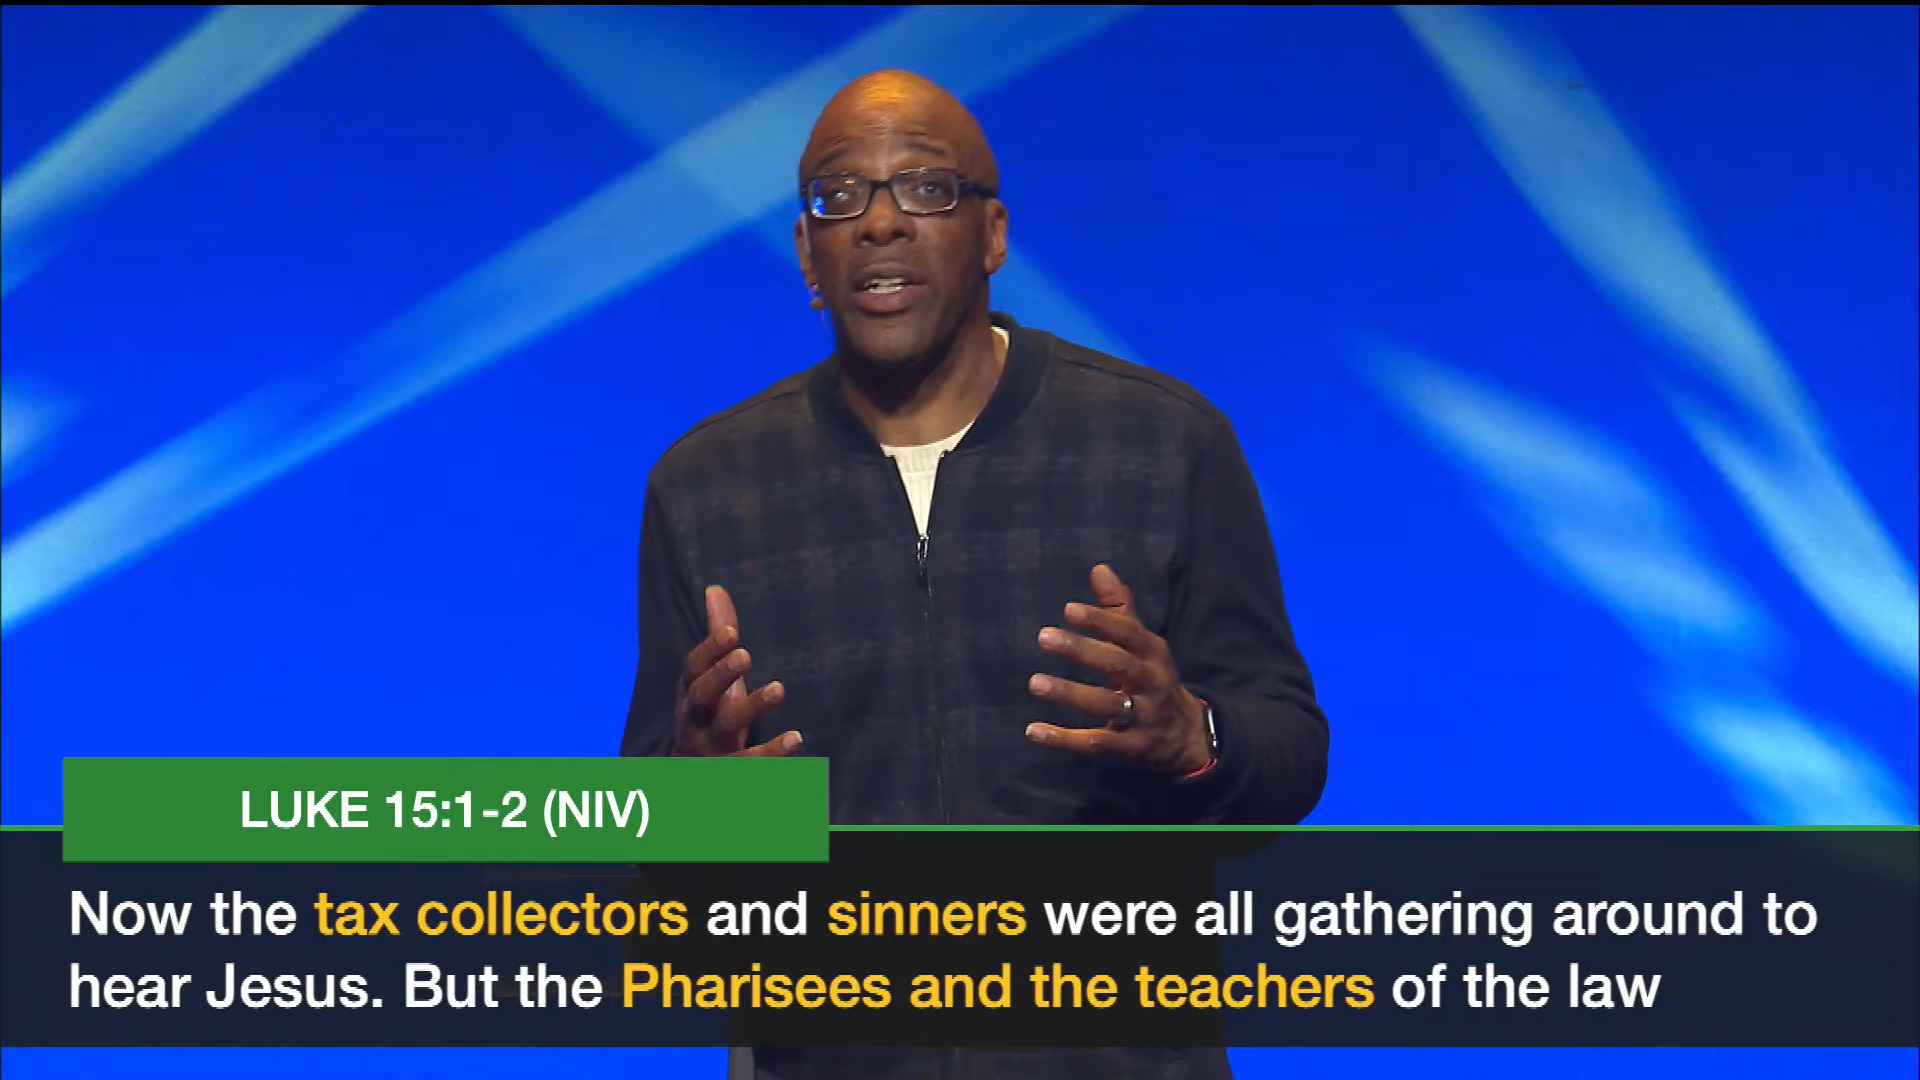 LUKE 15:1-2 (NIV)
Now the tax collectors and sinners were all gathering around to
hear Jesus. But the Pharisees and the teachers of the law